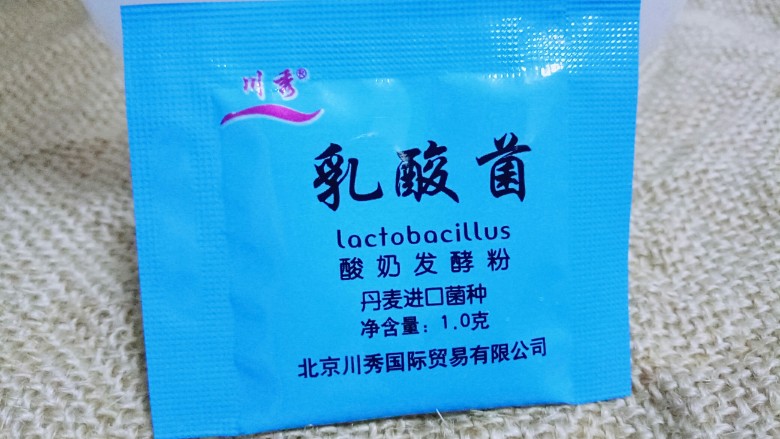 川秀®
乳酸菌
lactobacillus
酸奶发酵粉
丹麦进口菌种
净含量：1.0克
北京川秀国际贸易有限公司